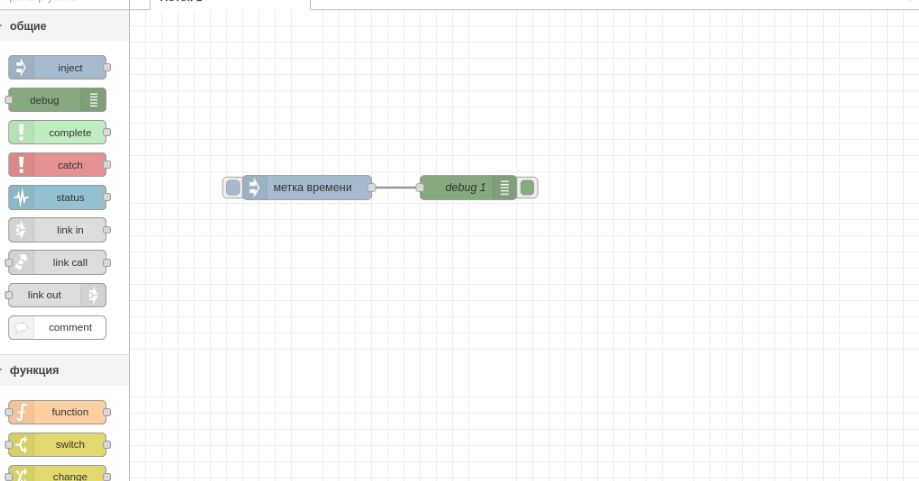 общие
inject
debug
complete
catch
status
link in
link call
link out
comment
функция
function
switch
change
метка времени
debug 1